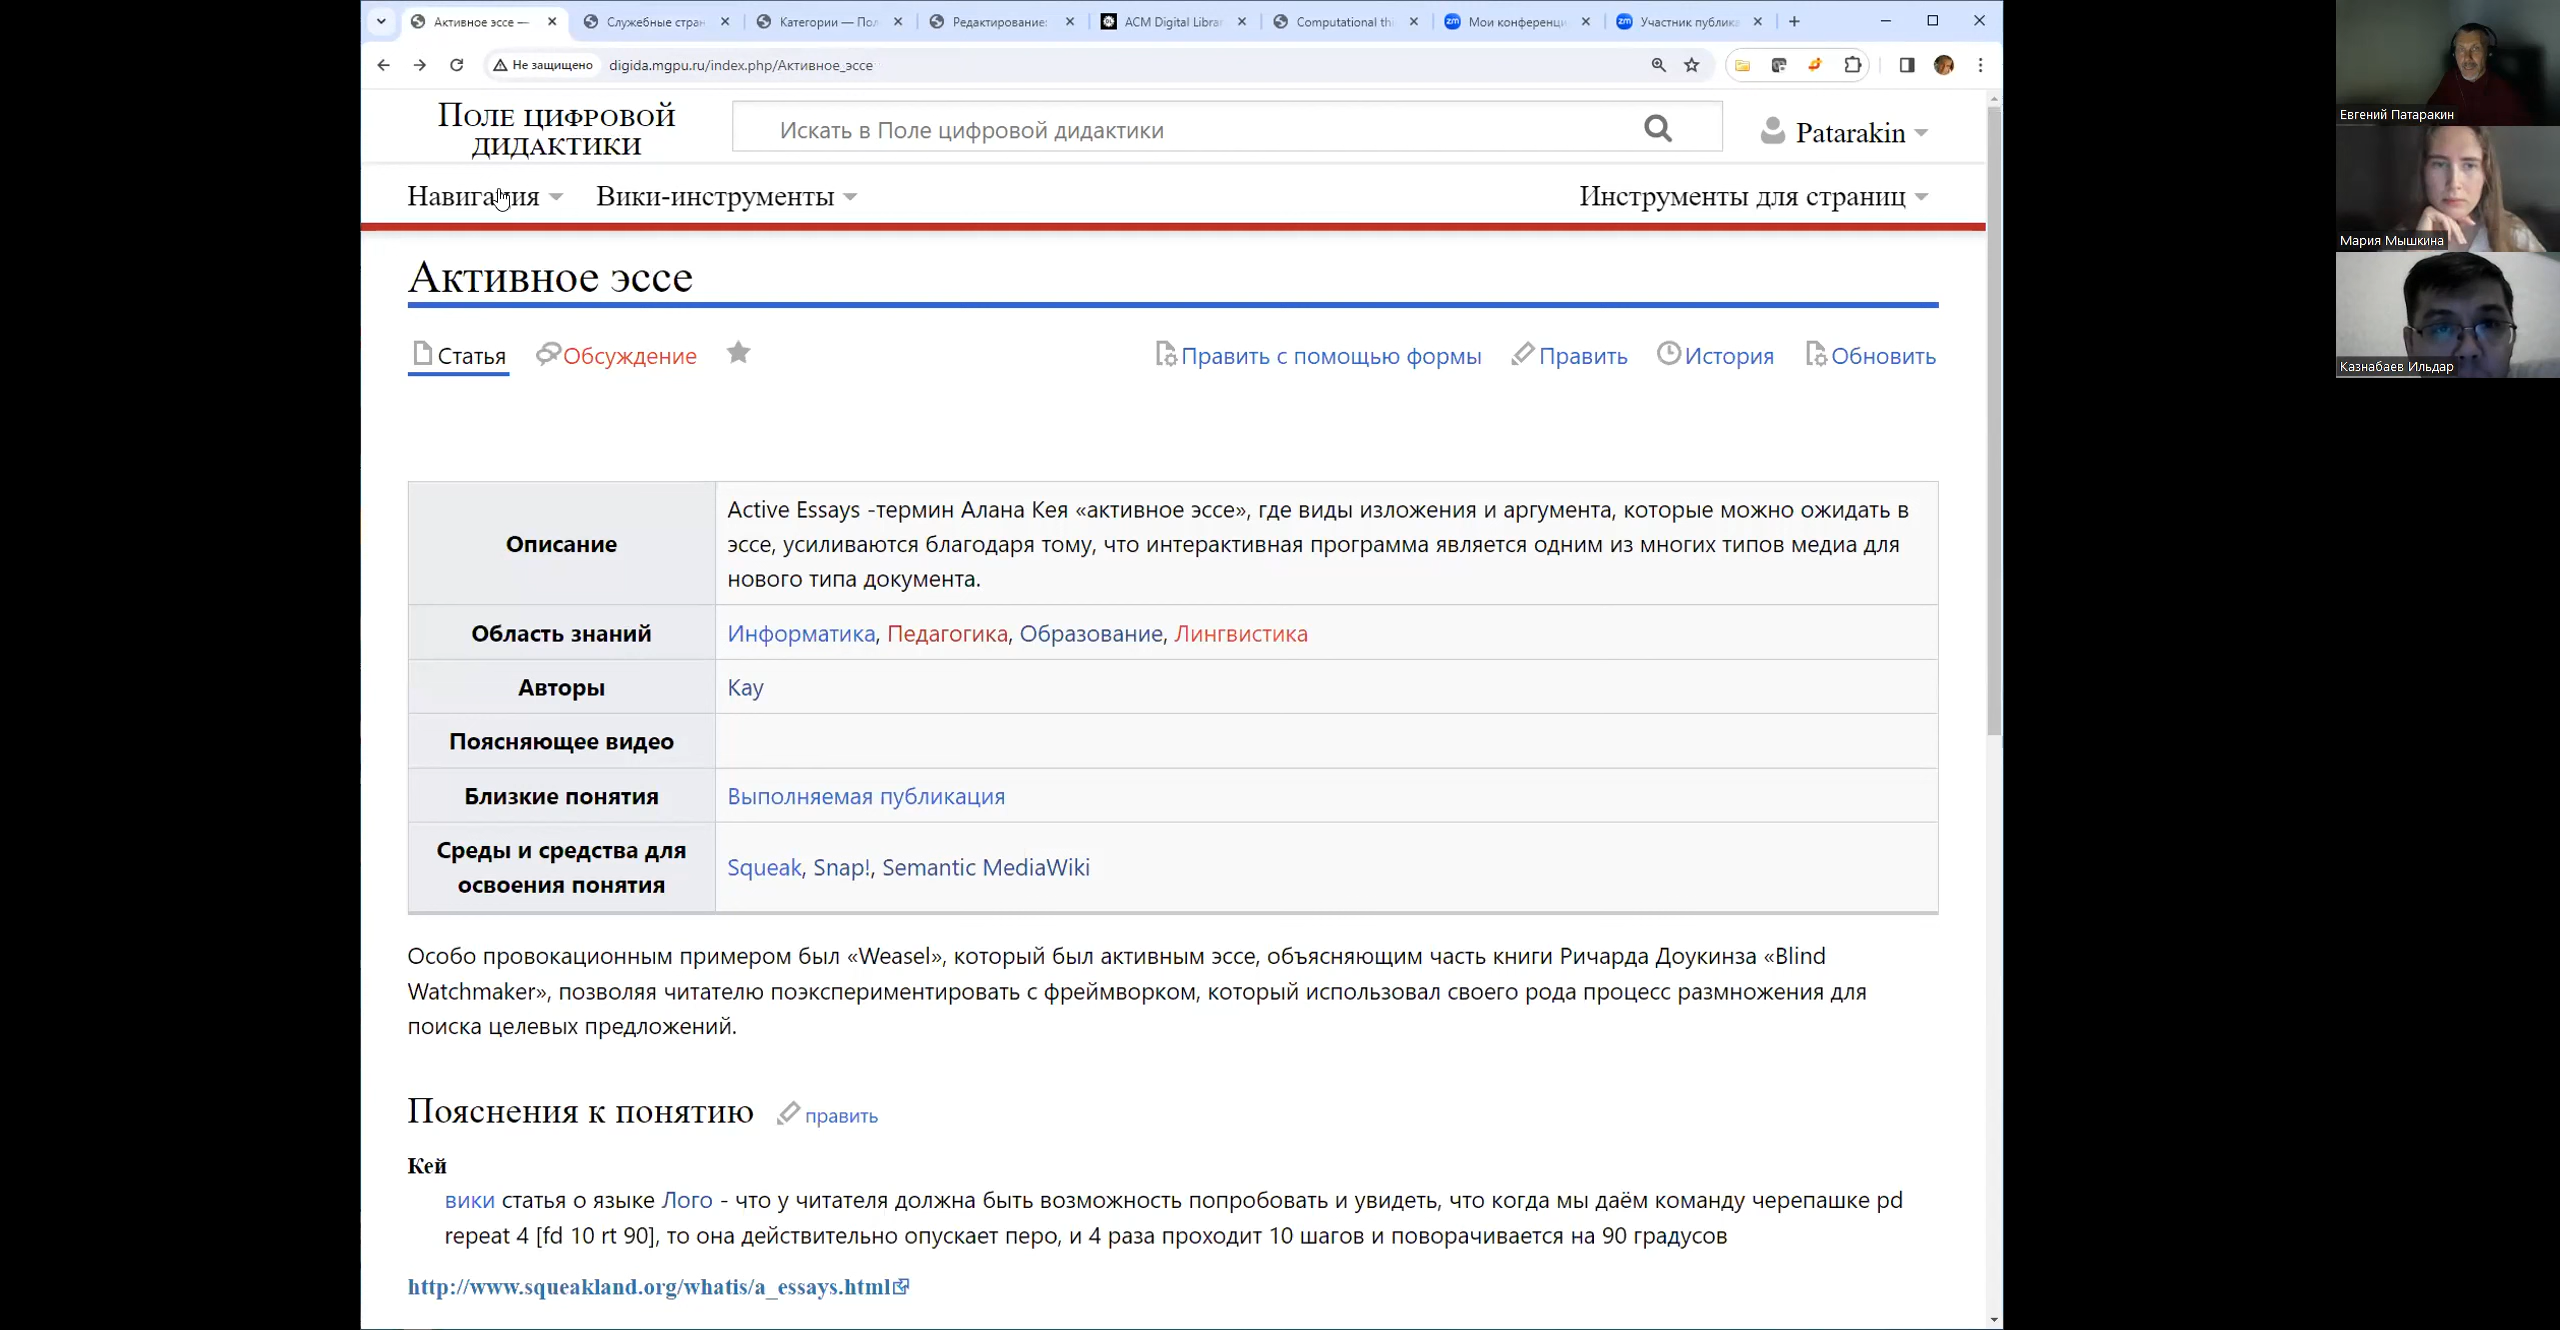 Активное эссе —
Служебные стран
Категории — Пол
Редактирование:
ACM Digital Librar
Computational thi
Мои конференци
Участник публика
Не защищено
digida.mgpu.ru/index.php/Активное_эссе
Поле цифровой
дидактики
Искать в Поле цифровой дидактики
Patarakin
Навигация
Вики-инструменты
Инструменты для страниц
Активное эссе
Статья
Обсуждение
Править с помощью формы
Править
История
Обновить
Описание
Active Essays -термин Алана Кея «активное эссе», где виды изложения и аргумента, которые можно ожидать в
эссе, усиливаются благодаря тому, что интерактивная программа является одним из многих типов медиа для
нового типа документа.
Область знаний
Информатика, Педагогика, Образование, Лингвистика
Авторы
Кау
Поясняющее видео
Близкие понятия
Выполняемая публикация
Среды и средства для
освоения понятия
Squeak, Snap!, Semantic MediaWiki
Особо провокационным примером был «Weasel», который был активным эссе, объясняющим часть книги Ричарда Доукинза «Blind
Watchmaker», позволяя читателю поэкспериментировать с фреймворком, который использовал своего рода процесс размножения для
поиска целевых предложений.
Пояснения к понятию
править
Кей
вики статья о языке Лого - что у читателя должна быть возможность попробовать и увидеть, что когда мы даём команду черепашке pd
repeat 4 [fd 10 rt 90], то она действительно опускает перо, и 4 раза проходит 10 шагов и поворачивается на 90 градусов
http://www.squeakland.org/whatis/a_essays.html
Евгений Патаракин
Мария Мышкина
Казнабаев Ильдар